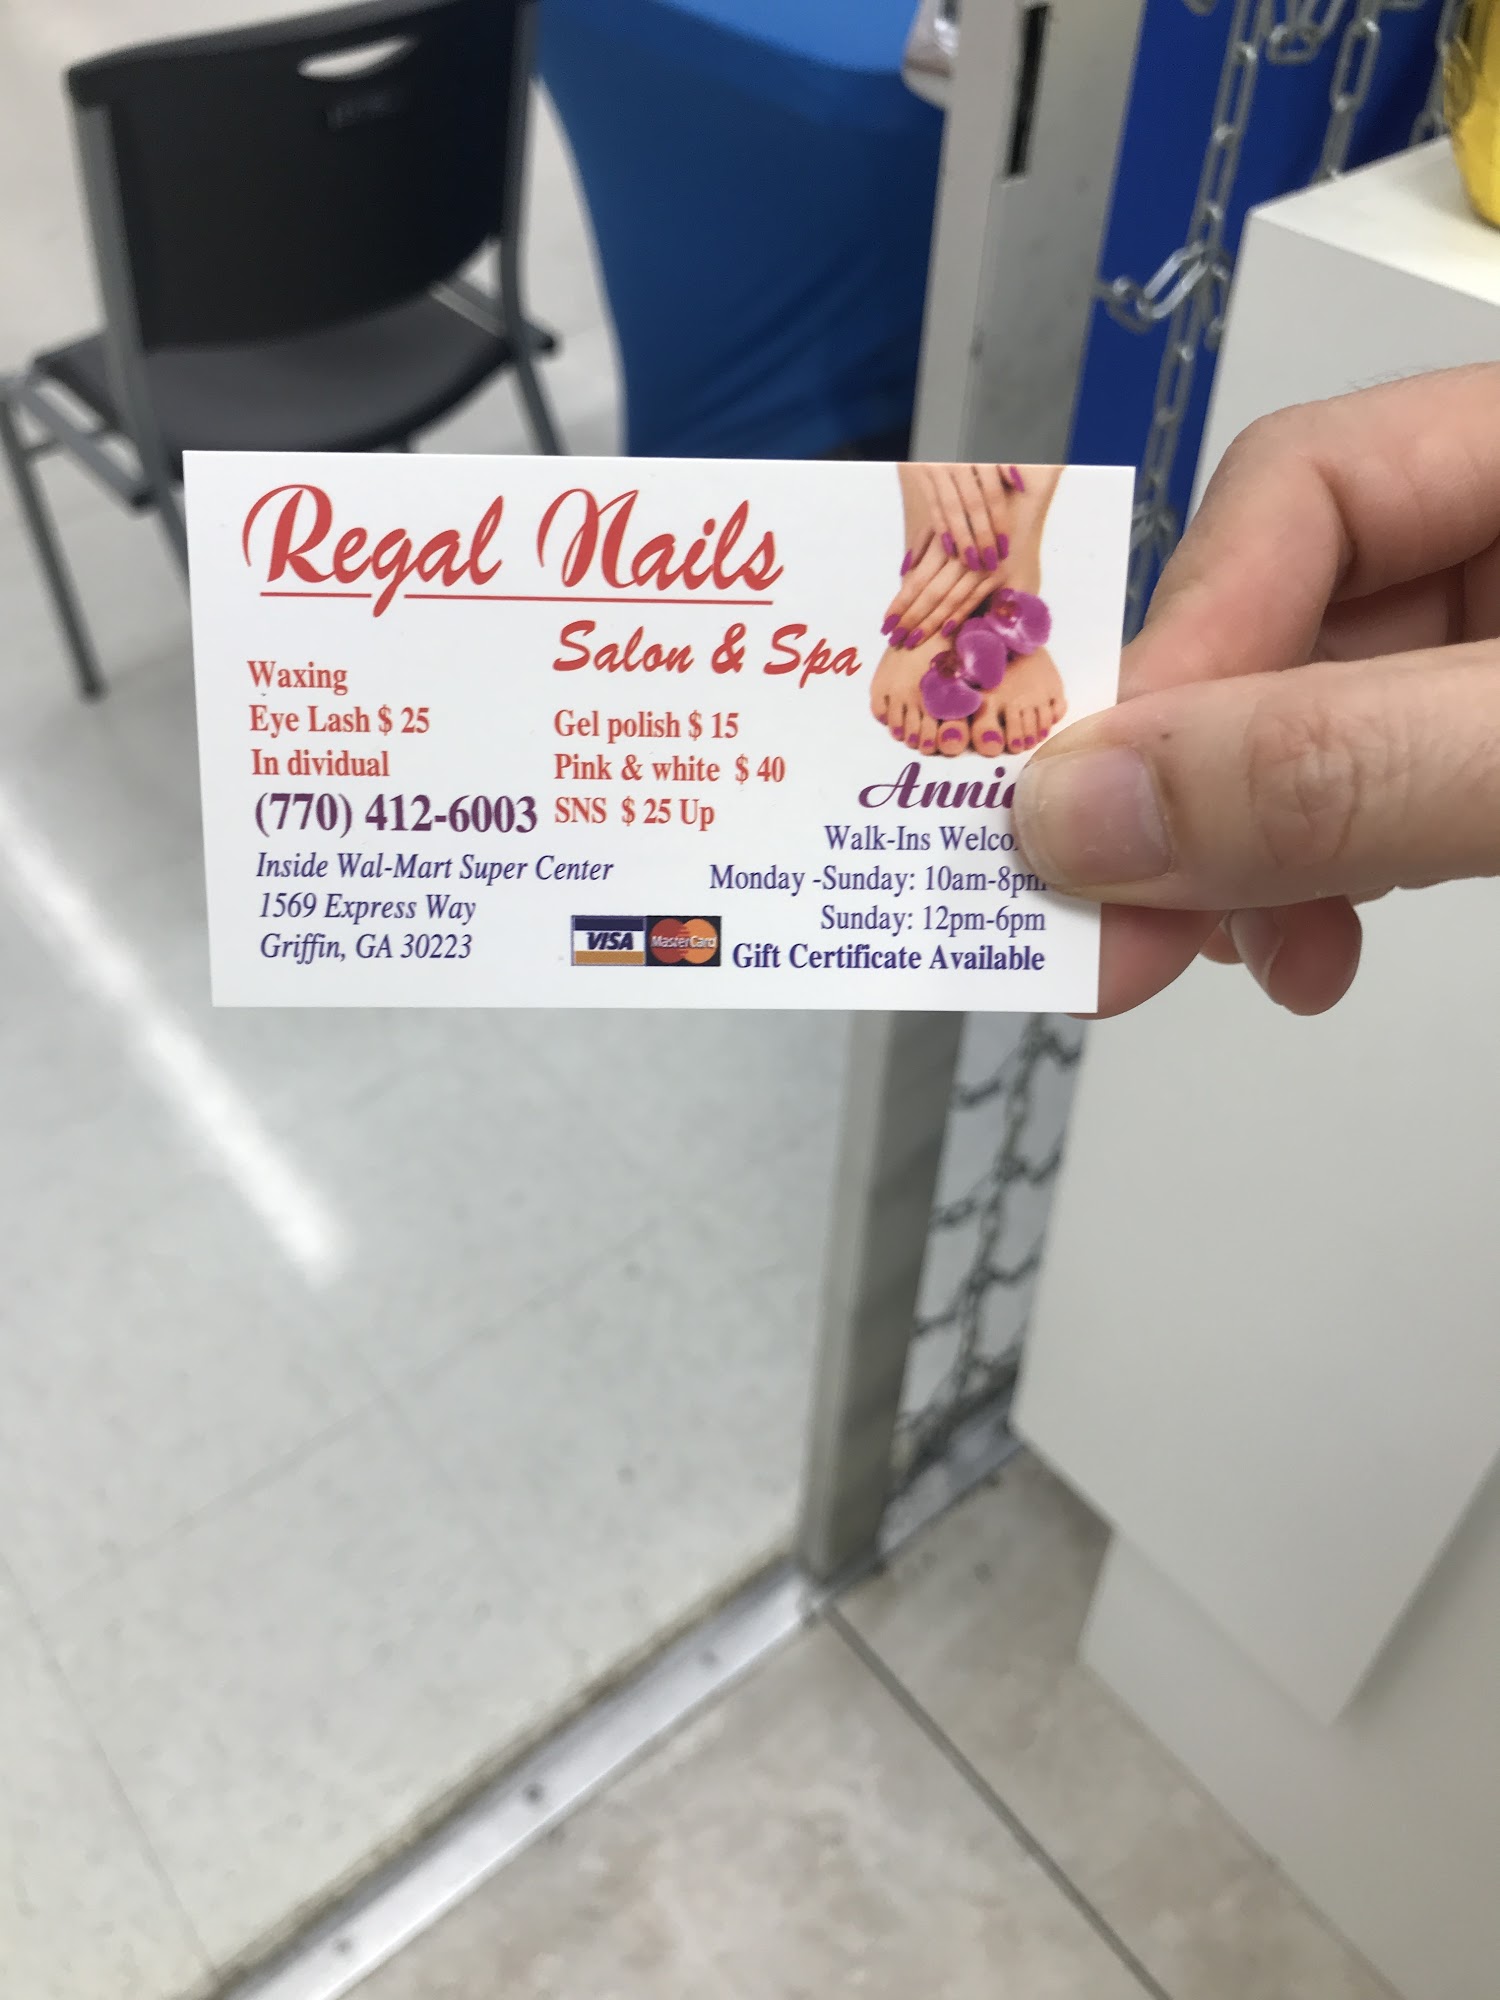 Regal Nails
Salon & Spa
Waxing
Eye Lash $ 25
In dividual
(770) 412-6003
Gel polish $ 15
Pink & white $ 40
SNS $ 25 Up
Inside Wal-Mart Super Center
1569 Express Way
Griffin, GA 30223
VISA
MasterCard
Walk-Ins
Monday -Sunday: 10am-8pm
Sunday: 12pm-6pm
Gift Certificate Available